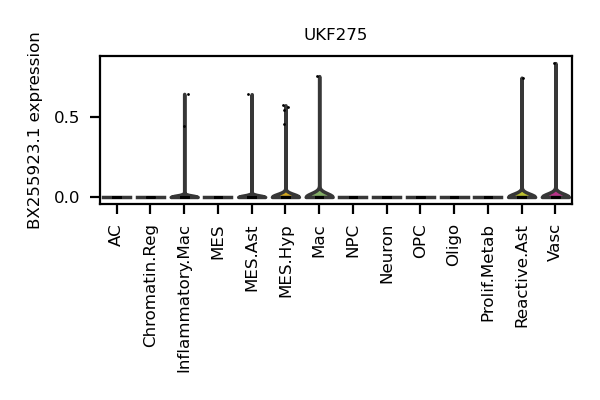 UKF275
BX255923.1 expression
0.5
0.0
AC
Chromatin.Reg
Inflammatory.Mac
MES
MES.Ast
MES.Hyp
Mac
NPC
Neuron
OPC
Oligo
Prolif.Metab
Reactive.Ast
Vasc